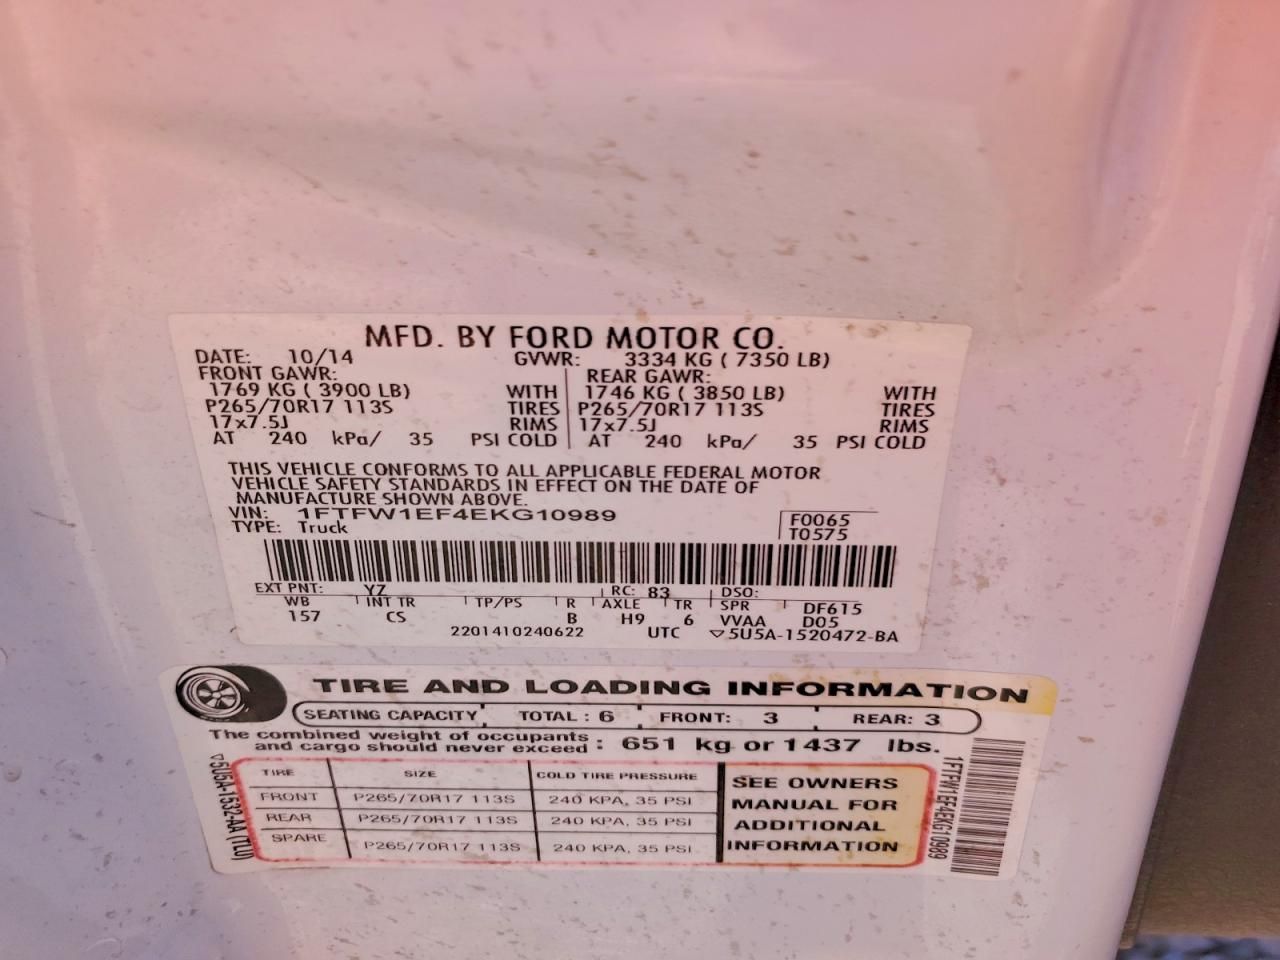 MFD. BY FORD MOTOR CO.
DATE: 10/14 GVWR: 3334 KG ( 7350 LB)
FRONT GAWR: REAR GAWR:
1769 KG ( 3900 LB) WITH 1746 KG ( 3850 LB) WITH
P265/70R17 113S TIRES P265/70R17 113S TIRES
17x7.5J RIMS 17x7.5J RIMS
AT 240 kPa/ 35 PSI COLD AT 240 kPa/ 35 PSI COLD
THIS VEHICLE CONFORMS TO ALL APPLICABLE FEDERAL MOTOR
VEHICLE SAFETY STANDARDS IN EFFECT ON THE DATE OF
MANUFACTURE SHOWN ABOVE.
VIN: 1FTFW1EF4EKG10989 F0065
TYPE: Truck T0575
EXT PNT: YZ RC: 83 DSO:
WB INT TR TP/PS R AXLE TR SPR DF615
157 CS B H9 6 VVAA D05
2201410240622 UTC ▽5U5A-1520472-BA
TIRE AND LOADING INFORMATION
SEATING CAPACITY TOTAL : 6 FRONT: 3 REAR: 3
The combined weight of occupants
and cargo should never exceed : 651 kg or 1437 lbs.
TIRE SIZE COLD TIRE PRESSURE
FRONT P265/70R17 113S 240 KPA, 35 PSI
REAR P265/70R17 113S 240 KPA, 35 PSI
SPARE P265/70R17 113S 240 KPA, 35 PSI
SEE OWNERS
MANUAL FOR
ADDITIONAL
INFORMATION
▽5U5A-1532-AA (TLU)
1FTFW1EF4EKG10989